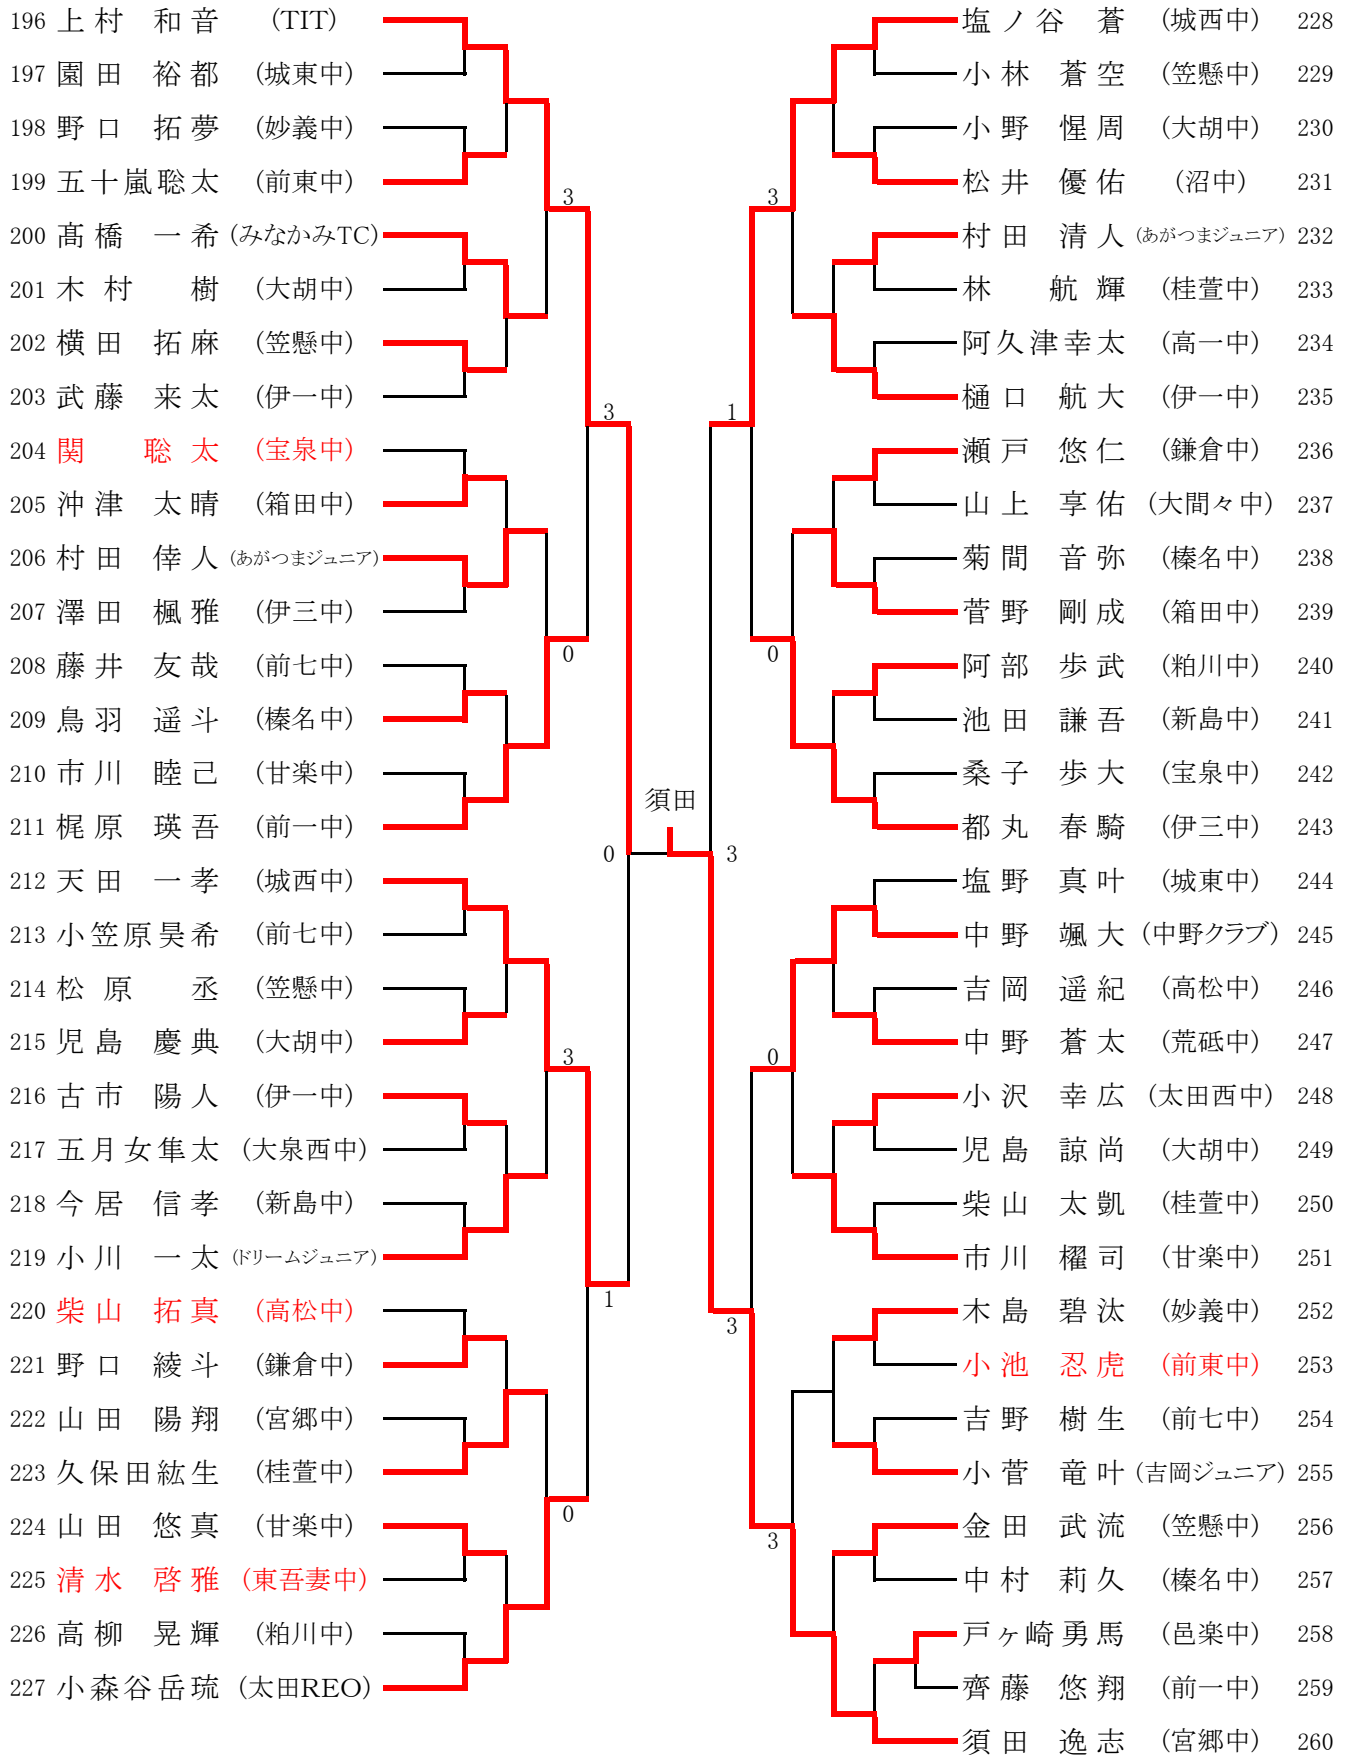 196 上村 和音 (TIT)
197 園田 裕都 (城東中)
198 野口 拓夢 (妙義中)
199 五十嵐聡太 (前東中)
3
200 髙橋 一希 (みなかみTC)
201 木村 樹 (大胡中)
202 横田 拓麻 (笠懸中)
203 武藤 来太 (伊一中)
3
204 関 聡太 (宝泉中)
205 沖津 太晴 (箱田中)
206 村田 倖人 (あがつまジュニア)
207 澤田 楓雅 (伊三中)
0
208 藤井 友哉 (前七中)
209 鳥羽 遥斗 (榛名中)
210 市川 睦己 (甘楽中)
211 梶原 瑛吾 (前一中)
0
212 天田 一孝 (城西中)
213 小笠原昊希 (前七中)
214 松原 丞 (笠懸中)
215 児島 慶典 (大胡中)
3
216 古市 陽人 (伊一中)
217 五月女隼太 (大泉西中)
218 今居 信孝 (新島中)
219 小川 一太 (ドリームジュニア)
1
220 柴山 拓真 (高松中)
221 野口 綾斗 (鎌倉中)
222 山田 陽翔 (宮郷中)
223 久保田紘生 (桂萱中)
0
224 山田 悠真 (甘楽中)
225 清水 啓雅 (東吾妻中)
226 高柳 晃輝 (粕川中)
227 小森谷岳琉 (太田REO)
須田
塩ノ谷 蒼 (城西中) 228
小林 蒼空 (笠懸中) 229
小野 惺周 (大胡中) 230
松井 優佑 (沼中) 231
3
村田 清人 (あがつまジュニア) 232
林 航輝 (桂萱中) 233
阿久津幸太 (高一中) 234
樋口 航大 (伊一中) 235
1
瀬戸 悠仁 (鎌倉中) 236
山上 享佑 (大間々中) 237
菊間 音弥 (榛名中) 238
菅野 剛成 (箱田中) 239
0
阿部 歩武 (粕川中) 240
池田 謙吾 (新島中) 241
桑子 歩大 (宝泉中) 242
都丸 春騎 (伊三中) 243
3
塩野 真叶 (城東中) 244
中野 颯大 (中野クラブ) 245
吉岡 遥紀 (高松中) 246
中野 蒼太 (荒砥中) 247
0
小沢 幸広 (太田西中) 248
児島 諒尚 (大胡中) 249
柴山 太凱 (桂萱中) 250
市川 櫂司 (甘楽中) 251
3
木島 碧汰 (妙義中) 252
小池 忍虎 (前東中) 253
吉野 樹生 (前七中) 254
小菅 竜叶 (吉岡ジュニア) 255
3
金田 武流 (笠懸中) 256
中村 莉久 (榛名中) 257
戸ヶ崎勇馬 (邑楽中) 258
齊藤 悠翔 (前一中) 259
須田 逸志 (宮郷中) 260